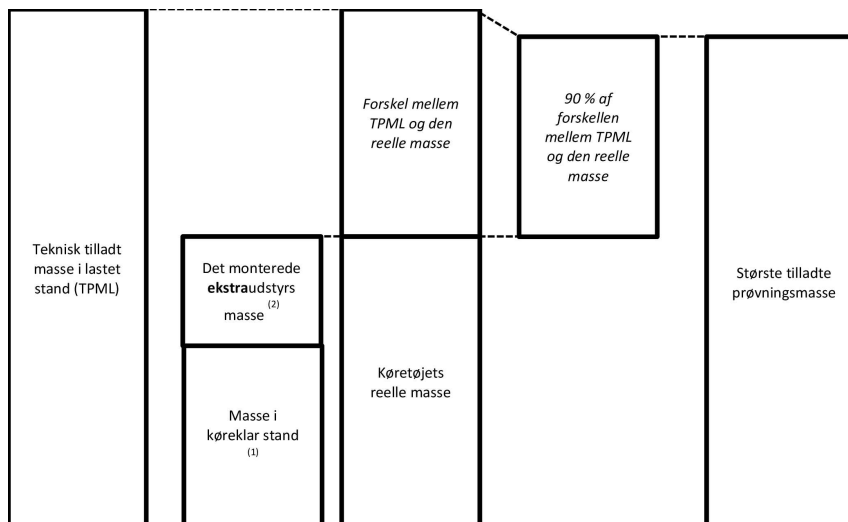 Teknisk tilladt
masse i lastet
stand (TPML)
Det monterede
ekstraudstyrs
masse (2)
Masse i
køreklar stand
(1)
Forskel mellem
TPML og den
reelle masse
Køretøjets
reelle masse
90 % af
forskellen
mellem TPML
og den reelle
masse
Største tilladte
prøvningsmasse